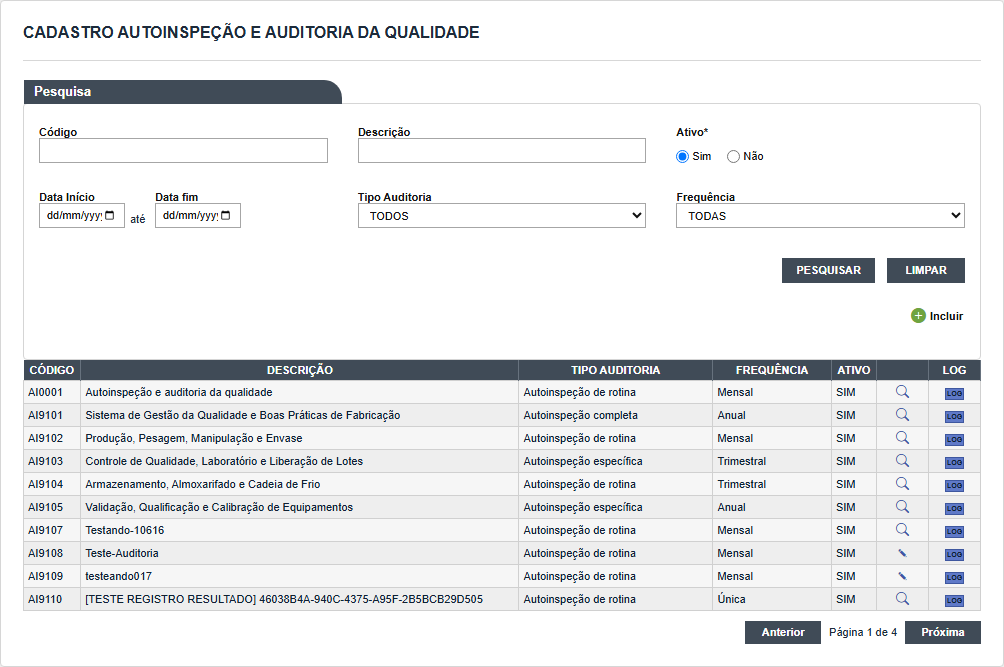 CADASTRO AUTOINSPEÇÃO E AUDITORIA DA QUALIDADE
Pesquisa
Código Descrição Ativo*
Sim Não
Data Início Data fim Tipo Auditoria Frequência
dd/mm/yyy até dd/mm/yyy TODOS TODAS
PESQUISAR LIMPAR
Incluir
CÓDIGO DESCRIÇÃO TIPO AUDITORIA FREQUÊNCIA ATIVO LOG
AI0001 Autoinspeção e auditoria da qualidade Autoinspeção de rotina Mensal SIM LOG
AI9101 Sistema de Gestão da Qualidade e Boas Práticas de Fabricação Autoinspeção completa Anual SIM LOG
AI9102 Produção, Pesagem, Manipulação e Envase Autoinspeção de rotina Mensal SIM LOG
AI9103 Controle de Qualidade, Laboratório e Liberação de Lotes Autoinspeção específica Trimestral SIM LOG
AI9104 Armazenamento, Almoxarifado e Cadeia de Frio Autoinspeção de rotina Trimestral SIM LOG
AI9105 Validação, Qualificação e Calibração de Equipamentos Autoinspeção específica Anual SIM LOG
AI9107 Testando-10616 Autoinspeção de rotina Mensal SIM LOG
AI9108 Teste-Auditoria Autoinspeção de rotina Mensal SIM LOG
AI9109 testeando017 Autoinspeção de rotina Mensal SIM LOG
AI9110 [TESTE REGISTRO RESULTADO] 46038B4A-940C-4375-A95F-2B5BCB29D505 Autoinspeção de rotina Única SIM LOG
Anterior Página 1 de 4 Próxima